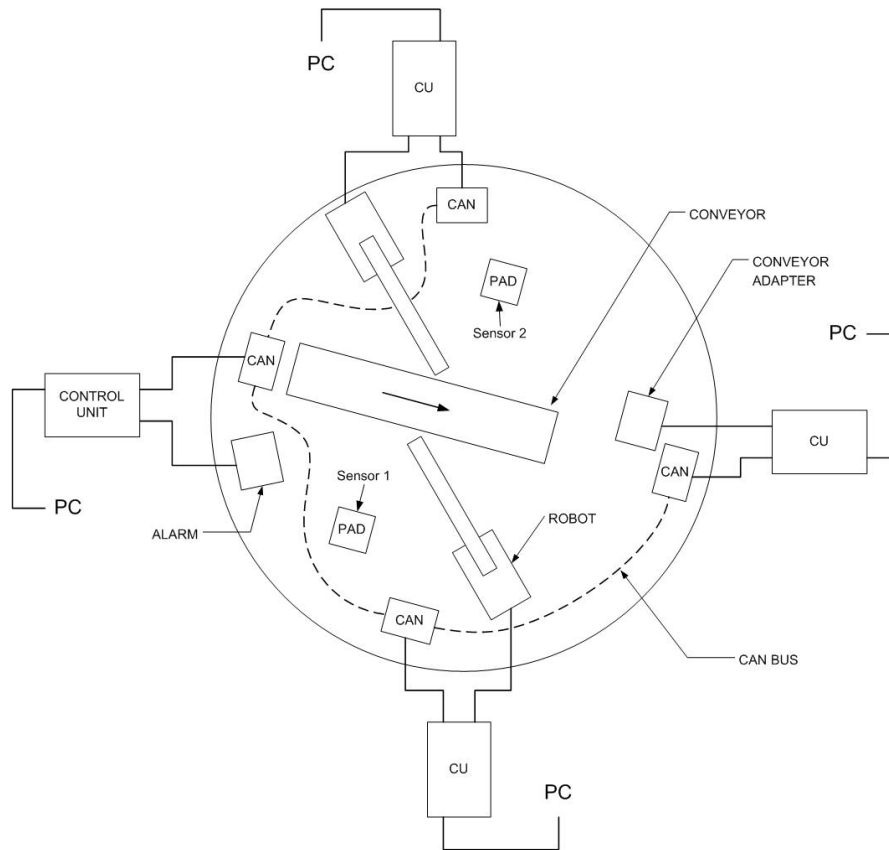 PC
CU
CAN
CONVEYOR
PAD
CONVEYOR
ADAPTER
Sensor 2
PC
CAN
CONTROL
UNIT
CU
CAN
Sensor 1
PC
PAD
ROBOT
ALARM
CAN
CAN BUS
CU
PC